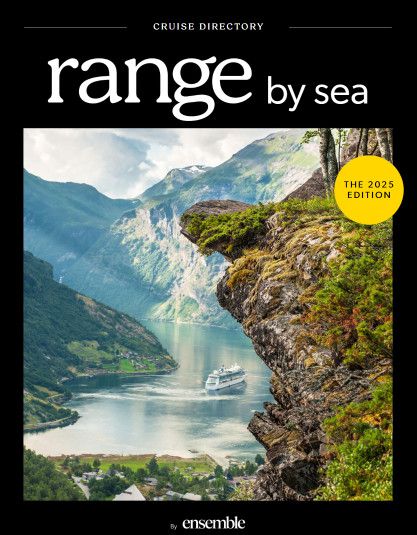 CRUISE DIRECTORY
range by sea
THE 2025
EDITION
By ensemble